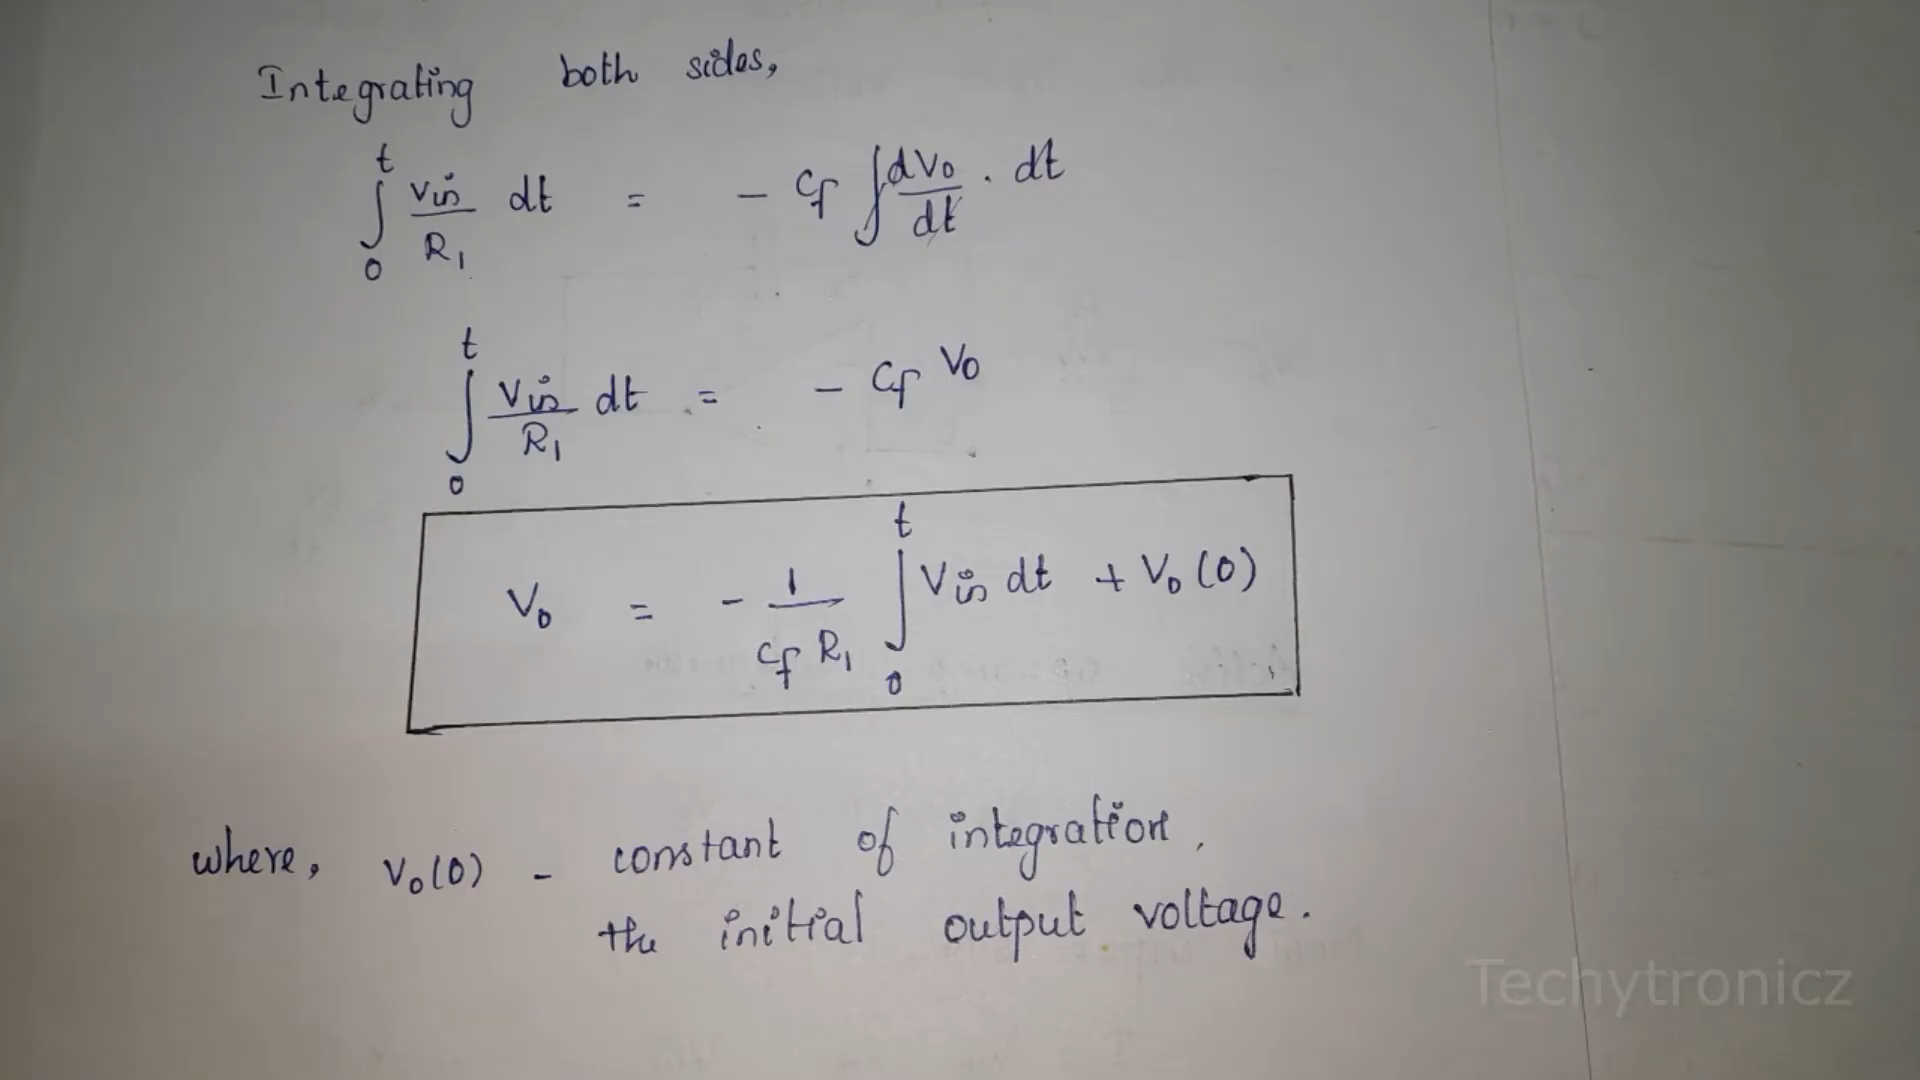 Integrating both sides,
∫₀ᵗ Vin/R₁ dt = - Cf ∫ dVo/dt . dt
∫₀ᵗ Vin/R₁ dt = - Cf Vo
Vo = - 1/(Cf R₁) ∫₀ᵗ Vin dt + Vo(0)
where, Vo(0) - constant of integration,
the initial output voltage.
Techytronicz